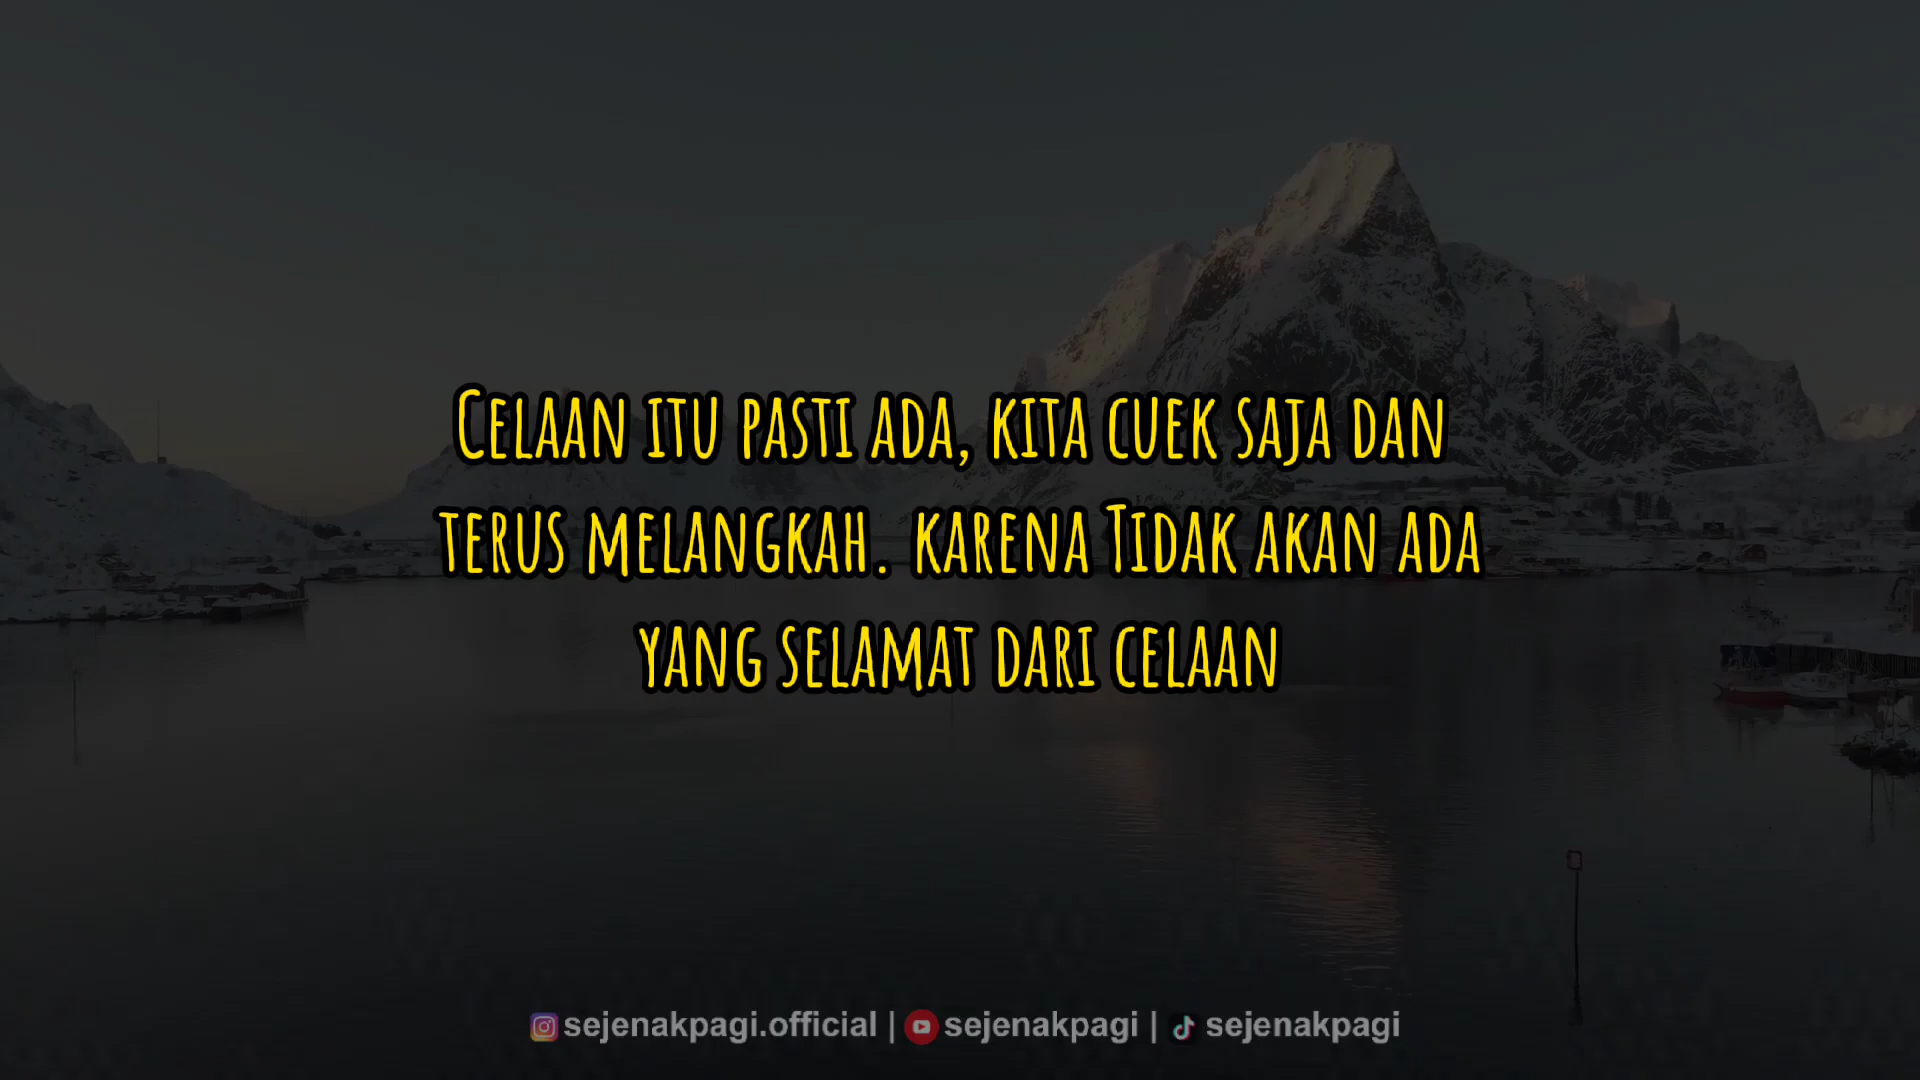 Celaan itu pasti ada, kita cuek saja dan
terus melangkah. karena Tidak akan ada
yang selamat dari celaan
sejenakpagi.official | sejenakpagi | sejenakpagi